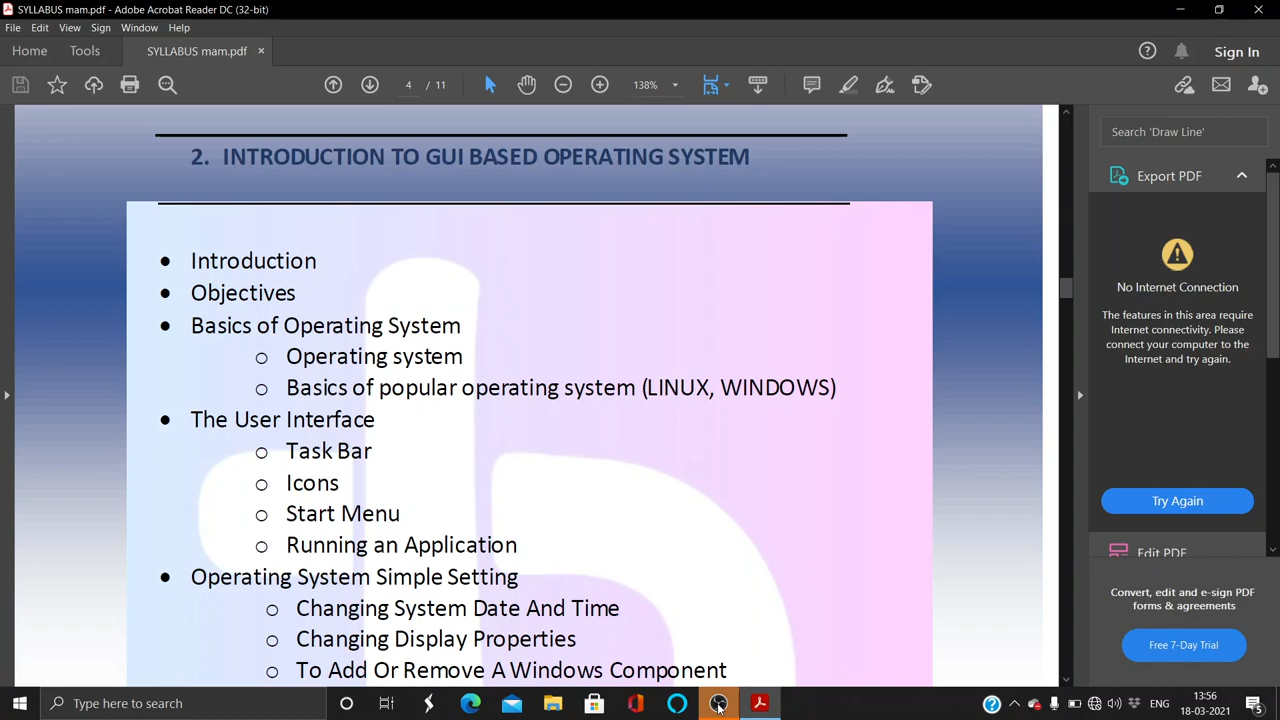 SYLLABUS mam.pdf - Adobe Acrobat Reader DC (32-bit)
File Edit View Sign Window Help
Home Tools SYLLABUS mam.pdf × Sign In
4 / 11 138%
2. INTRODUCTION TO GUI BASED OPERATING SYSTEM
• Introduction
• Objectives
• Basics of Operating System
o Operating system
o Basics of popular operating system (LINUX, WINDOWS)
• The User Interface
o Task Bar
o Icons
o Start Menu
o Running an Application
• Operating System Simple Setting
o Changing System Date And Time
o Changing Display Properties
o To Add Or Remove A Windows Component
Search 'Draw Line'
Export PDF
No Internet Connection
The features in this area require
Internet connectivity. Please
connect your computer to the
Internet and try again.
Try Again
Edit PDF
Convert, edit and e-sign PDF
forms & agreements
Free 7-Day Trial
Type here to search
ENG
13:56
18-03-2021
5